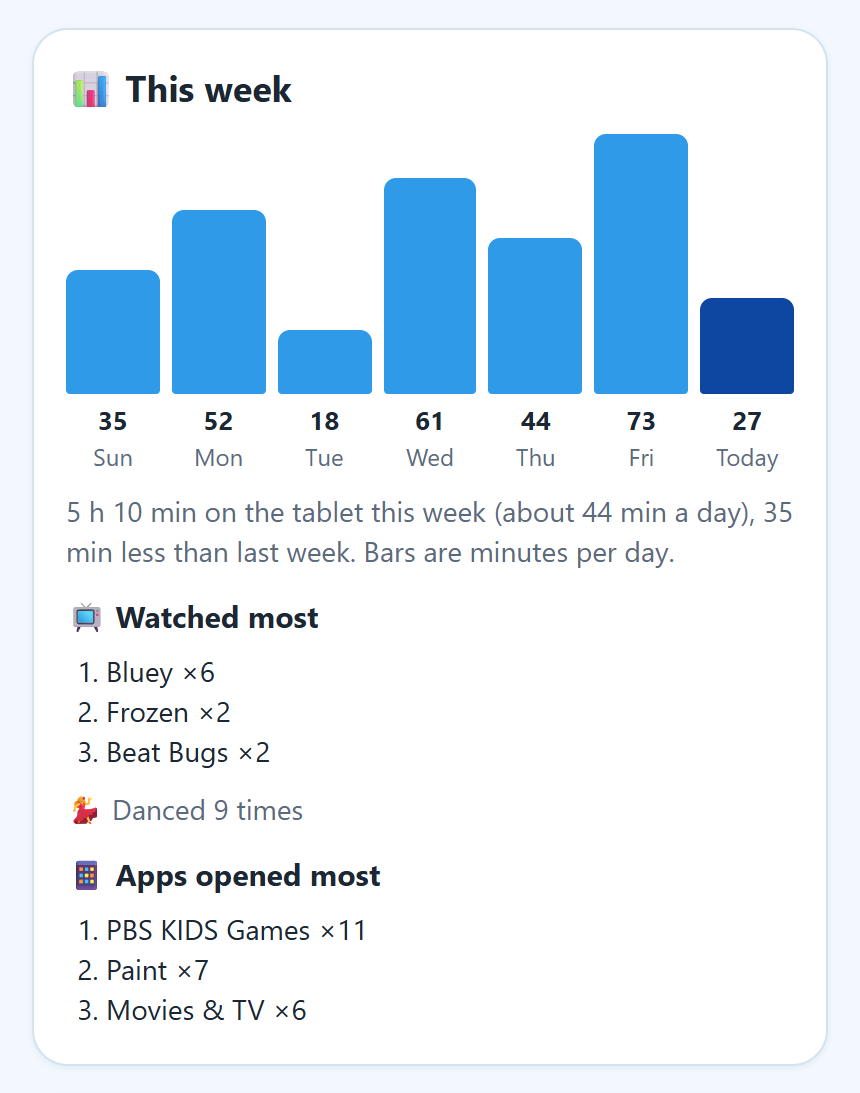 This week
35 52 18 61 44 73 27
Sun Mon Tue Wed Thu Fri Today
5 h 10 min on the tablet this week (about 44 min a day), 35
min less than last week. Bars are minutes per day.
Watched most
1. Bluey ×6
2. Frozen ×2
3. Beat Bugs ×2
Danced 9 times
Apps opened most
1. PBS KIDS Games ×11
2. Paint ×7
3. Movies & TV ×6